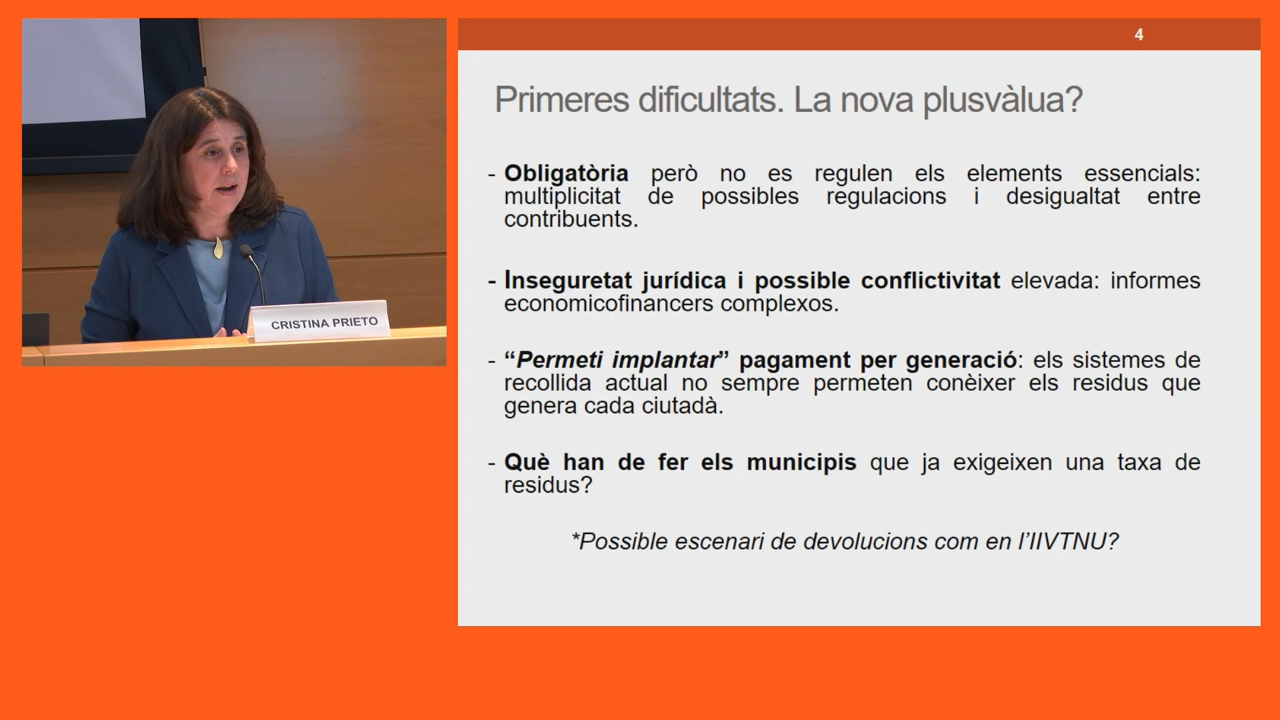 CRISTINA PRIETO
4
Primeres dificultats. La nova plusvàlua?
- Obligatòria però no es regulen els elements essencials:
multiplicitat de possibles regulacions i desigualtat entre
contribuents.
- Inseguretat jurídica i possible conflictivitat elevada: informes
economicofinancers complexos.
- “Permeti implantar” pagament per generació: els sistemes de
recollida actual no sempre permeten conèixer els residus que
genera cada ciutadà.
- Què han de fer els municipis que ja exigeixen una taxa de
residus?
*Possible escenari de devolucions com en l’IIVTNU?